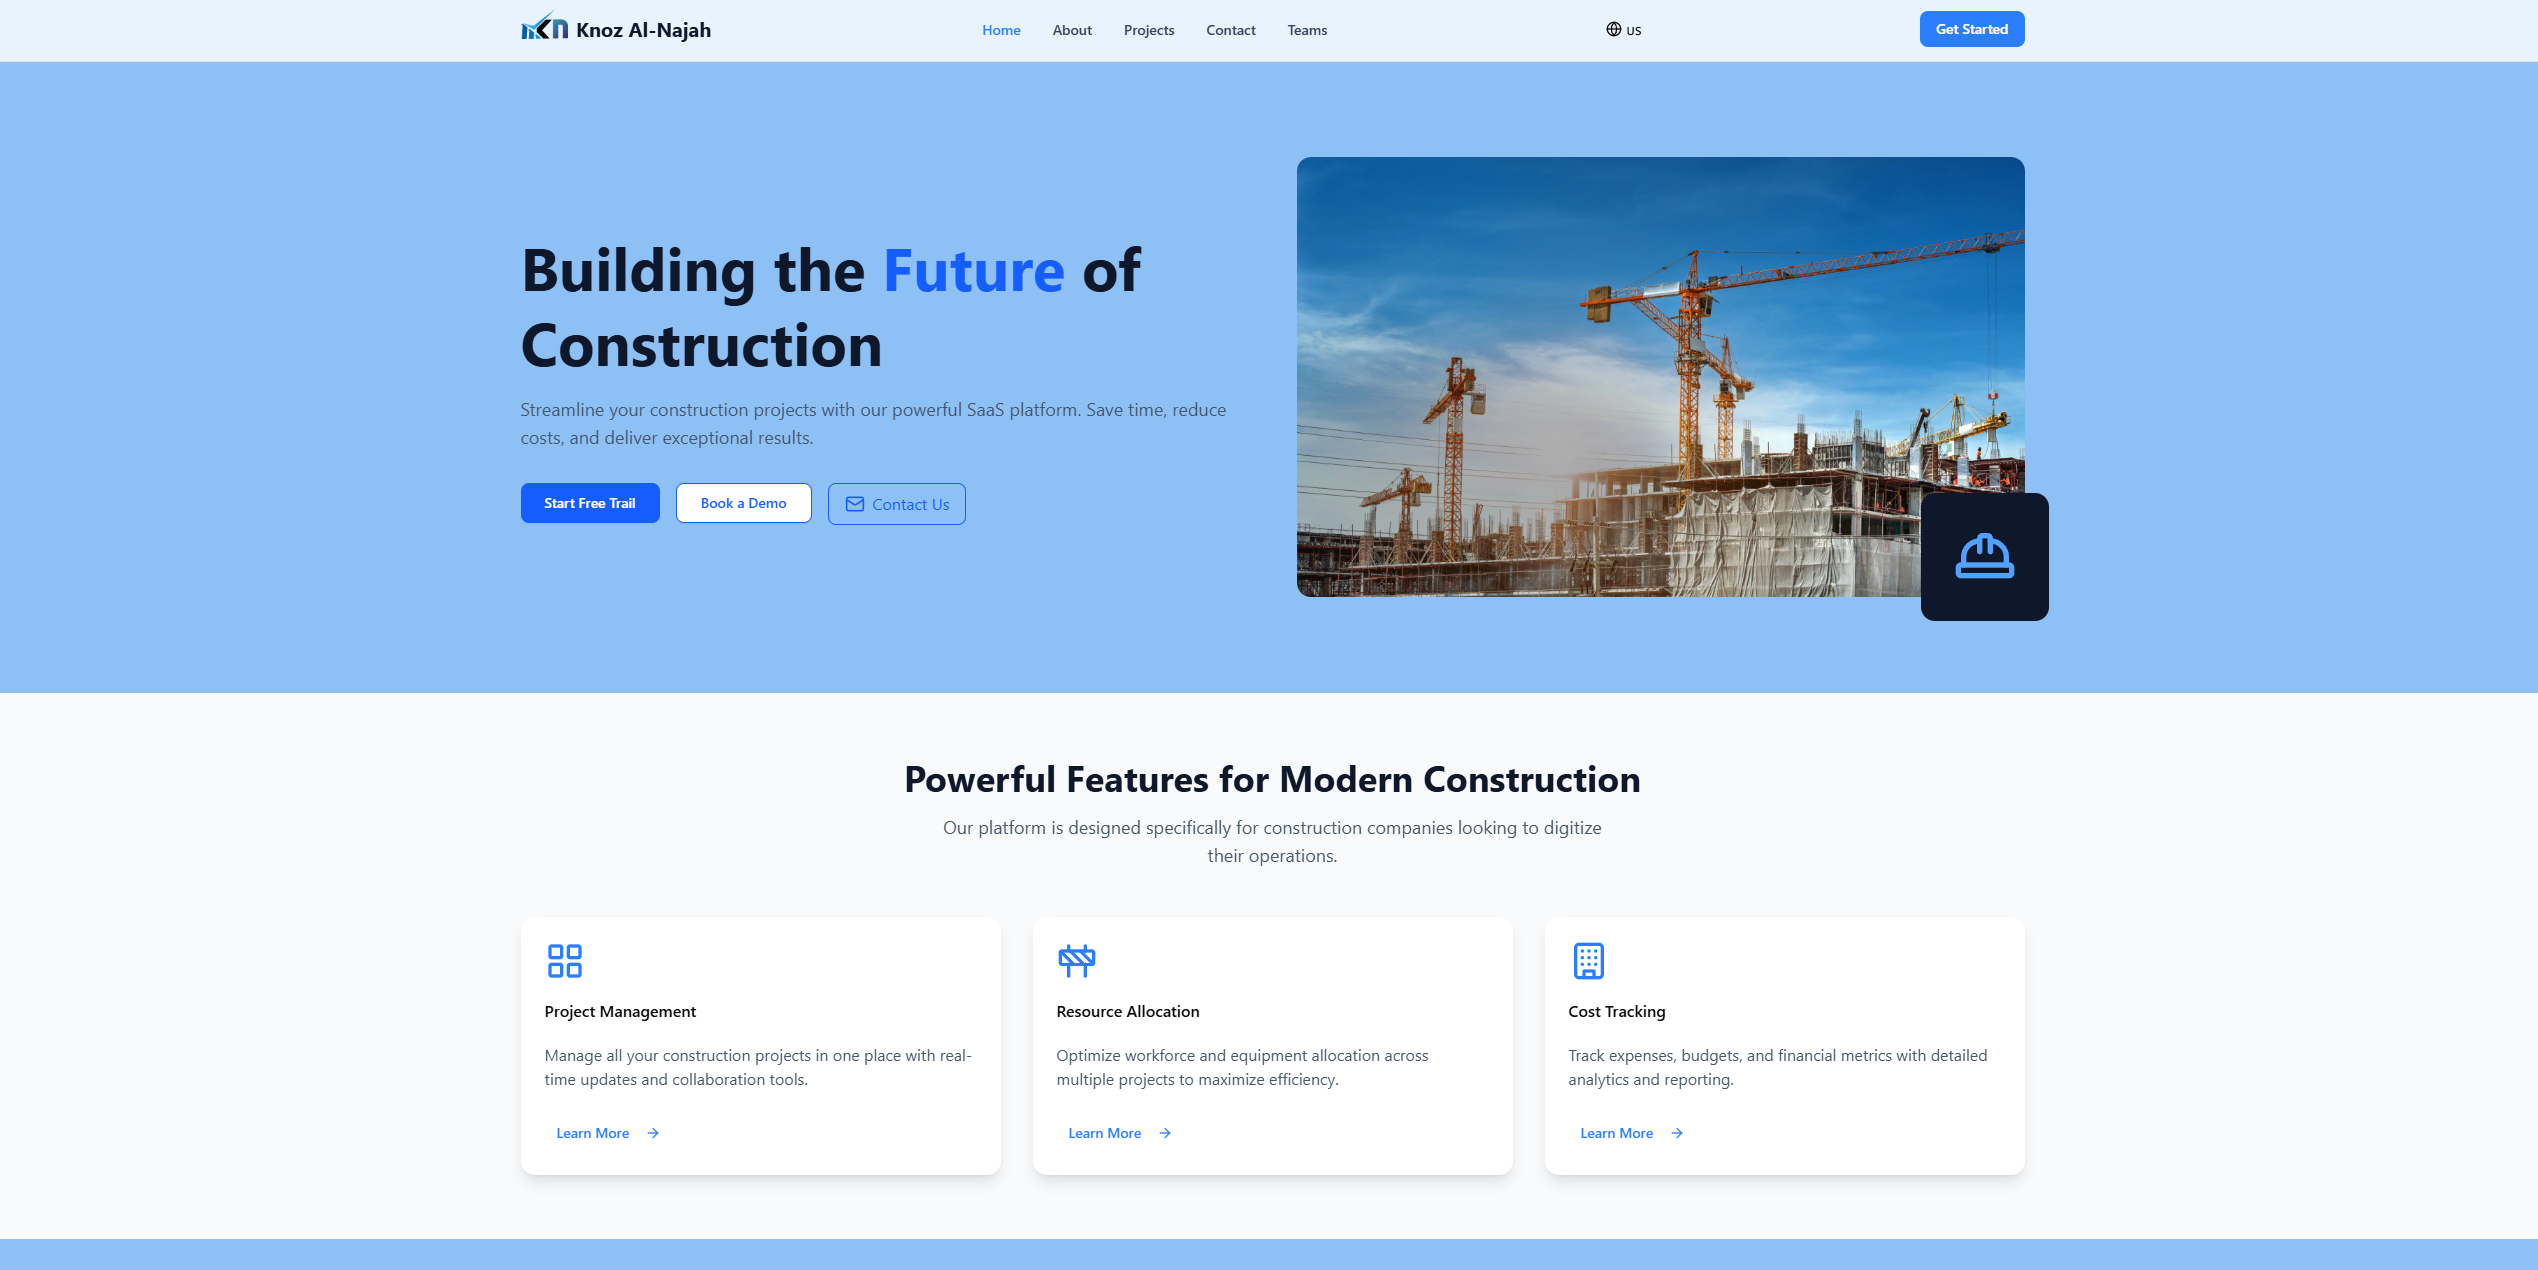 Knoz Al-Najah
Home
About
Projects
Contact
Teams
US
Get Started
Building the Future of
Construction
Streamline your construction projects with our powerful SaaS platform. Save time, reduce
costs, and deliver exceptional results.
Start Free Trail
Book a Demo
Contact Us
Powerful Features for Modern Construction
Our platform is designed specifically for construction companies looking to digitize
their operations.
Project Management
Manage all your construction projects in one place with real-
time updates and collaboration tools.
Learn More
Resource Allocation
Optimize workforce and equipment allocation across
multiple projects to maximize efficiency.
Learn More
Cost Tracking
Track expenses, budgets, and financial metrics with detailed
analytics and reporting.
Learn More